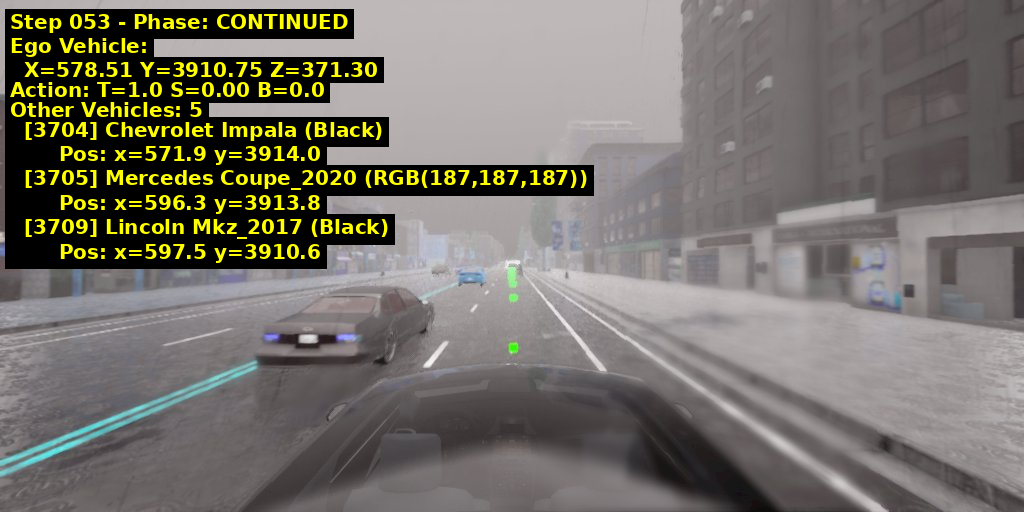 Step 053 - Phase: CONTINUED
Ego Vehicle:
X=578.51 Y=3910.75 Z=371.30
Action: T=1.0 S=0.00 B=0.0
Other Vehicles: 5
[3704] Chevrolet Impala (Black)
Pos: x=571.9 y=3914.0
[3705] Mercedes Coupe_2020 (RGB(187,187,187))
Pos: x=596.3 y=3913.8
[3709] Lincoln Mkz_2017 (Black)
Pos: x=597.5 y=3910.6